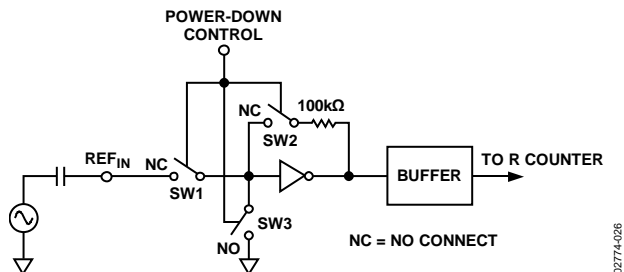 POWER-DOWN
CONTROL
NC
100kΩ
SW2
REFIN
NC
SW1
TO R COUNTER
BUFFER
SW3
NO
NC = NO CONNECT
02774-026